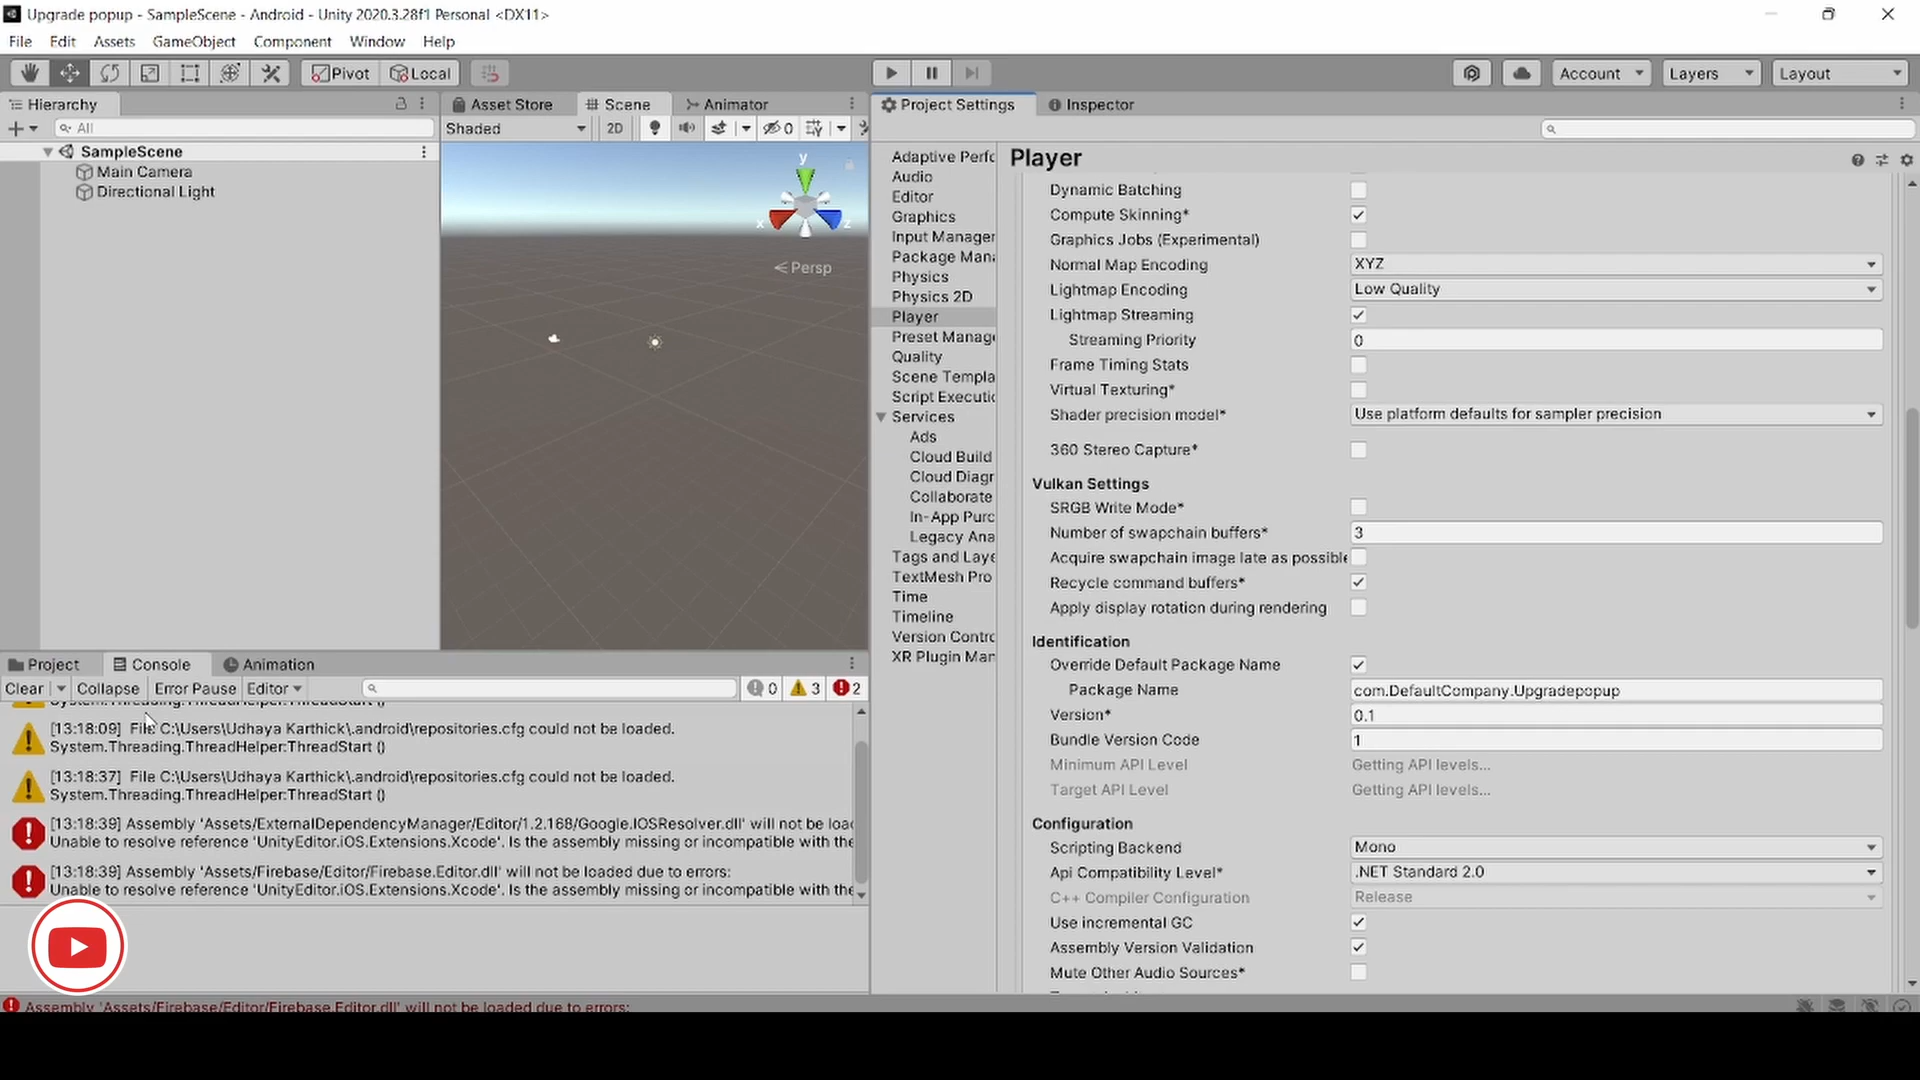 Upgrade popup - SampleScene - Android - Unity 2020.3.28f1 Personal <DX11>
File Edit Assets GameObject Component Window Help
Pivot Local Account Layers Layout
Hierarchy
All
SampleScene
Main Camera
Directional Light
Asset Store Scene Animator
Shaded 2D 0
y
x z
Persp
Project Settings Inspector
Adaptive Perfc
Audio
Editor
Graphics
Input Manager
Package Mana
Physics
Physics 2D
Player
Preset Manage
Quality
Scene Templa
Script Executic
Services
Ads
Cloud Build
Cloud Diagr
Collaborate
In-App Purc
Legacy Ana
Tags and Laye
TextMesh Pro
Time
Timeline
Version Contrc
XR Plugin Man
Player
Dynamic Batching
Compute Skinning*
Graphics Jobs (Experimental)
Normal Map Encoding XYZ
Lightmap Encoding Low Quality
Lightmap Streaming
Streaming Priority 0
Frame Timing Stats
Virtual Texturing*
Shader precision model* Use platform defaults for sampler precision
360 Stereo Capture*
Vulkan Settings
SRGB Write Mode*
Number of swapchain buffers* 3
Acquire swapchain image late as possible
Recycle command buffers*
Apply display rotation during rendering
Identification
Override Default Package Name
Package Name com.DefaultCompany.Upgradepopup
Version* 0.1
Bundle Version Code 1
Minimum API Level Getting API levels...
Target API Level Getting API levels...
Configuration
Scripting Backend Mono
Api Compatibility Level* .NET Standard 2.0
C++ Compiler Configuration Release
Use incremental GC
Assembly Version Validation
Mute Other Audio Sources*
Project Console Animation
Clear Collapse Error Pause Editor 0 3 2
System.Threading.ThreadHelper:ThreadStart ()
[13:18:09] File C:\Users\Udhaya Karthick\.android\repositories.cfg could not be loaded.
System.Threading.ThreadHelper:ThreadStart ()
[13:18:37] File C:\Users\Udhaya Karthick\.android\repositories.cfg could not be loaded.
System.Threading.ThreadHelper:ThreadStart ()
[13:18:39] Assembly 'Assets/ExternalDependencyManager/Editor/1.2.168/Google.IOSResolver.dll' will not be loa
Unable to resolve reference 'UnityEditor.iOS.Extensions.Xcode'. Is the assembly missing or incompatible with the
[13:18:39] Assembly 'Assets/Firebase/Editor/Firebase.Editor.dll' will not be loaded due to errors:
Unable to resolve reference 'UnityEditor.iOS.Extensions.Xcode'. Is the assembly missing or incompatible with the
Assembly 'Assets/Firebase/Editor/Firebase.Editor.dll' will not be loaded due to errors: